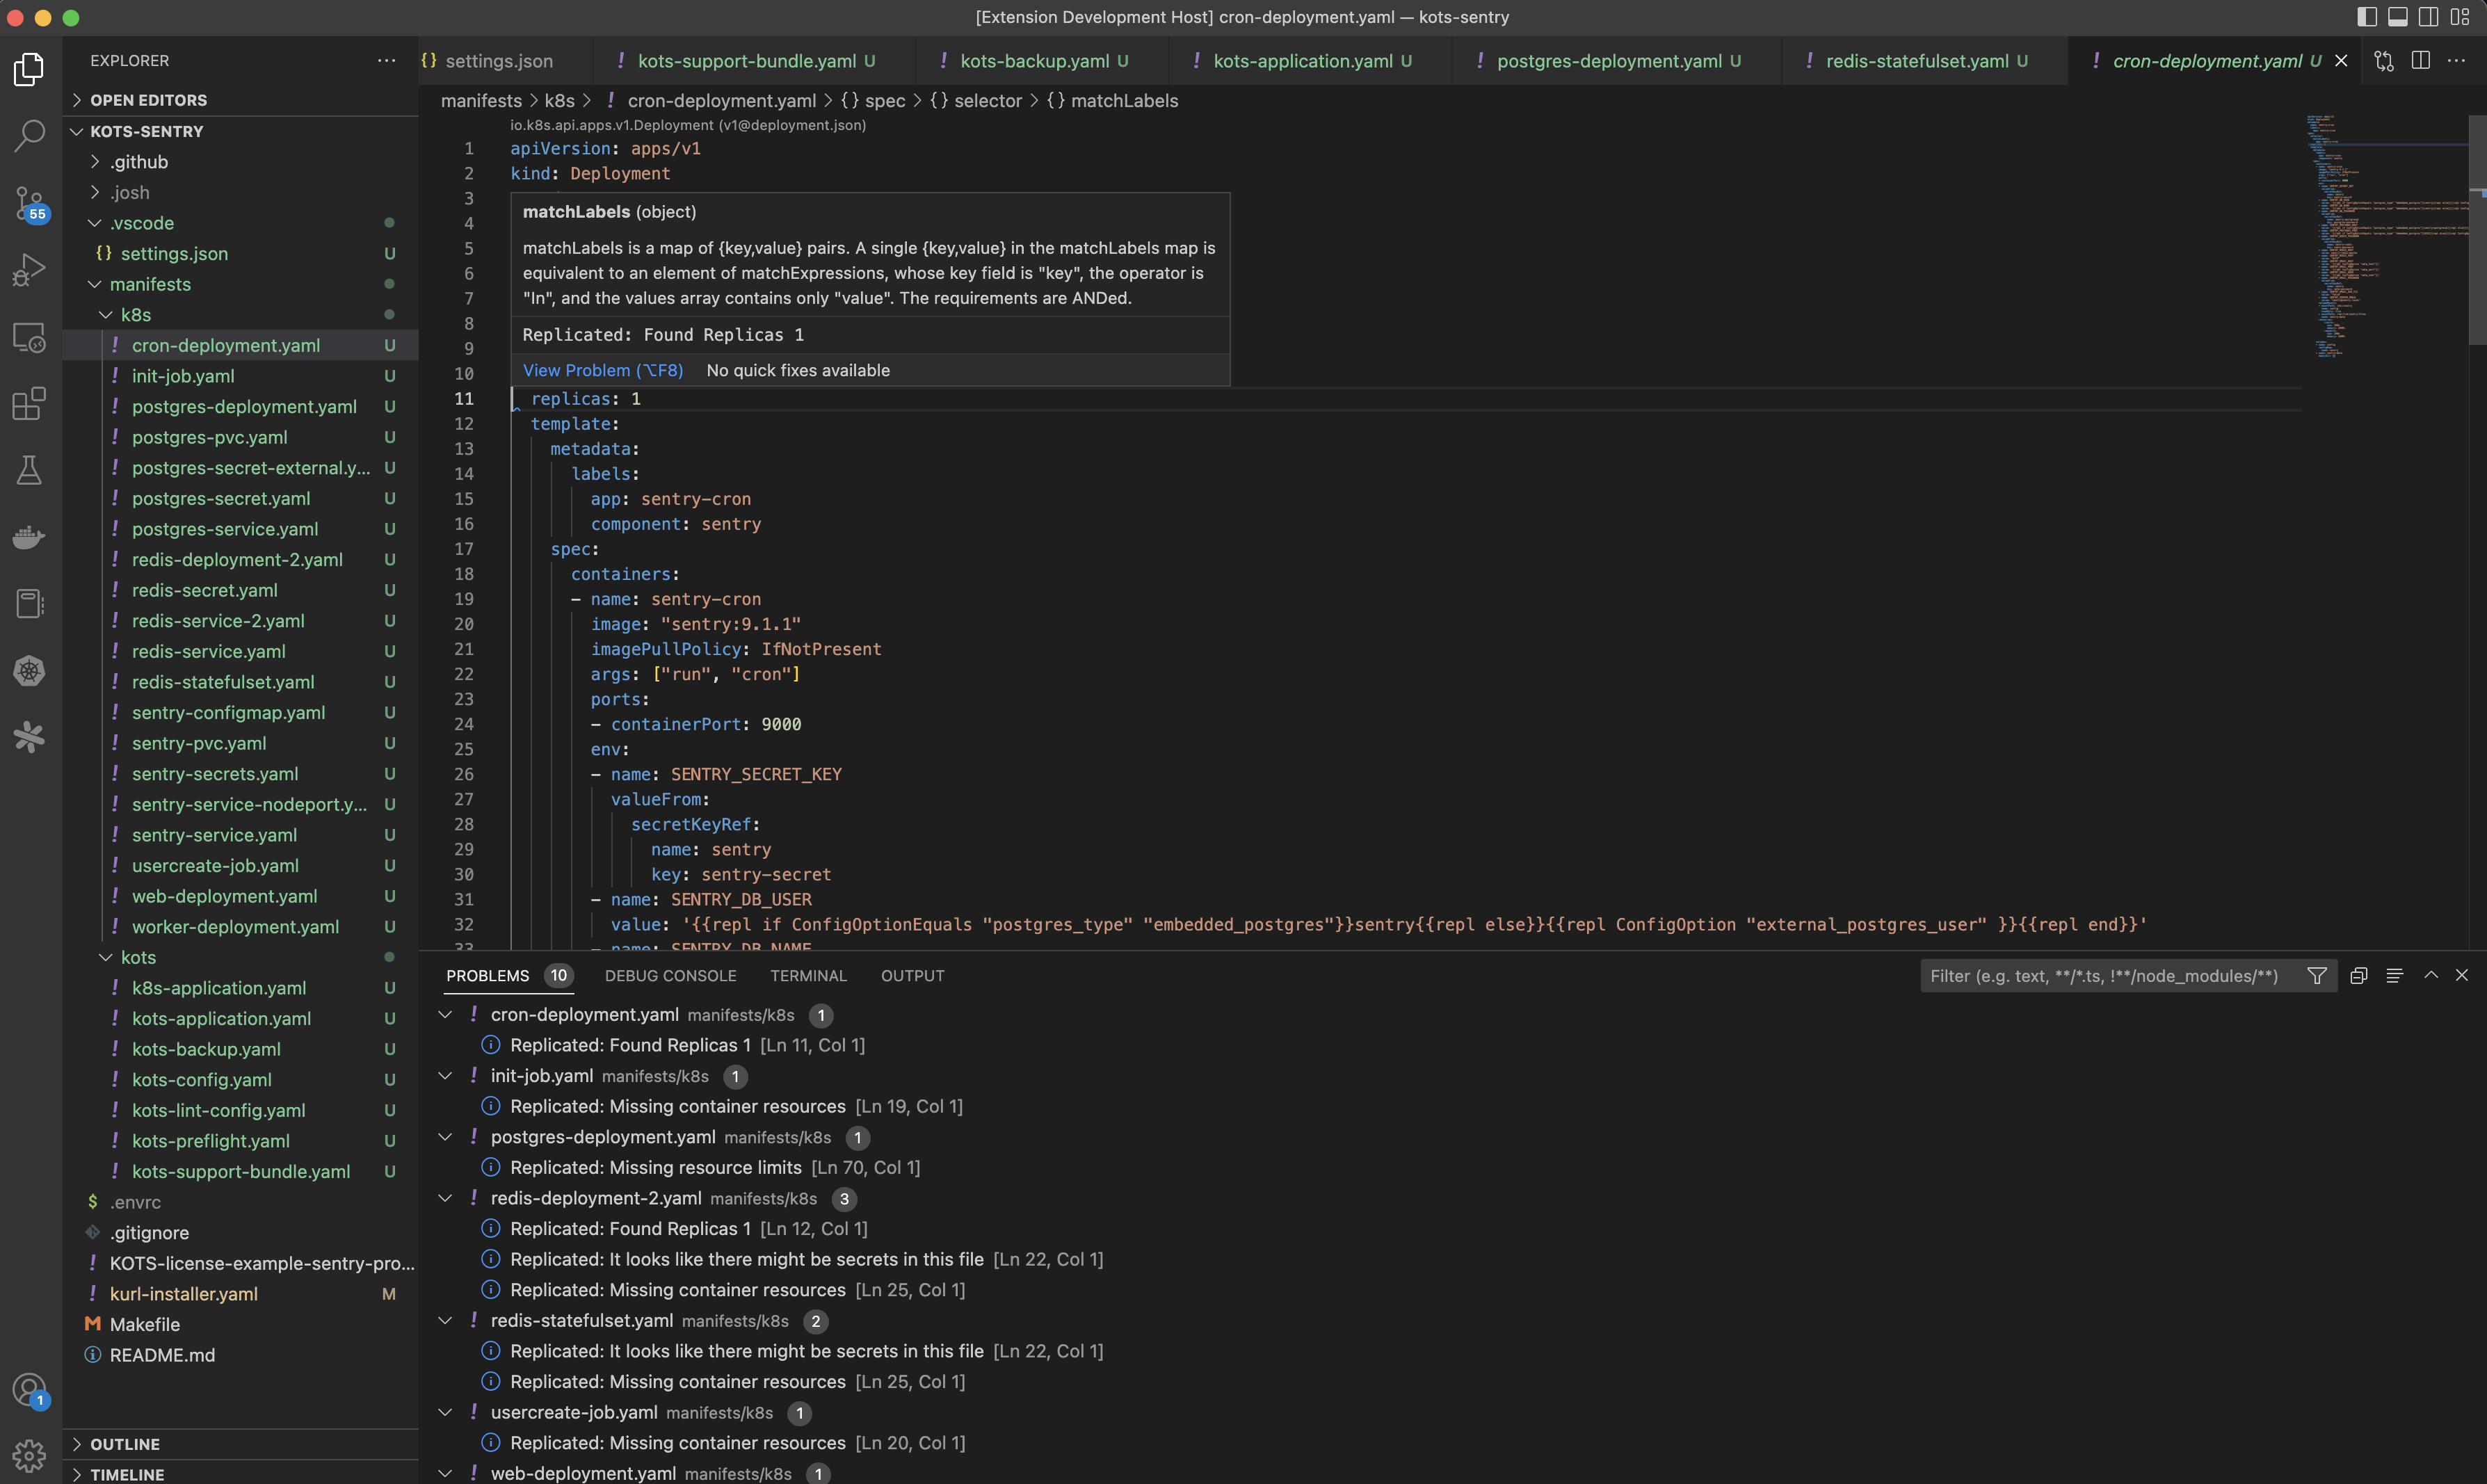 [Extension Development Host] cron-deployment.yaml — kots-sentry
EXPLORER
OPEN EDITORS
KOTS-SENTRY
.github
.josh
.vscode
{} settings.json U
manifests
k8s
! cron-deployment.yaml U
! init-job.yaml U
! postgres-deployment.yaml U
! postgres-pvc.yaml U
! postgres-secret-external.y... U
! postgres-secret.yaml U
! postgres-service.yaml U
! redis-deployment-2.yaml U
! redis-secret.yaml U
! redis-service-2.yaml U
! redis-service.yaml U
! redis-statefulset.yaml U
! sentry-configmap.yaml U
! sentry-pvc.yaml U
! sentry-secrets.yaml U
! sentry-service-nodeport.y... U
! sentry-service.yaml U
! usercreate-job.yaml U
! web-deployment.yaml U
! worker-deployment.yaml U
kots
! k8s-application.yaml U
! kots-application.yaml U
! kots-backup.yaml U
! kots-config.yaml U
! kots-lint-config.yaml U
! kots-preflight.yaml U
! kots-support-bundle.yaml U
$ .envrc
.gitignore
! KOTS-license-example-sentry-pro...
! kurl-installer.yaml M
M Makefile
README.md
OUTLINE
TIMELINE
55
1
{} settings.json ! kots-support-bundle.yaml U ! kots-backup.yaml U ! kots-application.yaml U ! postgres-deployment.yaml U ! redis-statefulset.yaml U ! cron-deployment.yaml U
manifests > k8s > ! cron-deployment.yaml > {} spec > {} selector > {} matchLabels
io.k8s.api.apps.v1.Deployment (v1@deployment.json)
1 apiVersion: apps/v1
2 kind: Deployment
3
4
5
6
7
8
9
10
matchLabels (object)
matchLabels is a map of {key,value} pairs. A single {key,value} in the matchLabels map is
equivalent to an element of matchExpressions, whose key field is "key", the operator is
"In", and the values array contains only "value". The requirements are ANDed.
Replicated: Found Replicas 1
View Problem (⌥F8) No quick fixes available
11 replicas: 1
12 template:
13 metadata:
14 labels:
15 app: sentry-cron
16 component: sentry
17 spec:
18 containers:
19 - name: sentry-cron
20 image: "sentry:9.1.1"
21 imagePullPolicy: IfNotPresent
22 args: ["run", "cron"]
23 ports:
24 - containerPort: 9000
25 env:
26 - name: SENTRY_SECRET_KEY
27 valueFrom:
28 secretKeyRef:
29 name: sentry
30 key: sentry-secret
31 - name: SENTRY_DB_USER
32 value: '{{repl if ConfigOptionEquals "postgres_type" "embedded_postgres"}}sentry{{repl else}}{{repl ConfigOption "external_postgres_user" }}{{repl end}}'
33 - name: SENTRY_DB_NAME
PROBLEMS 10 DEBUG CONSOLE TERMINAL OUTPUT
Filter (e.g. text, **/*.ts, !**/node_modules/**)
! cron-deployment.yaml manifests/k8s 1
Replicated: Found Replicas 1 [Ln 11, Col 1]
! init-job.yaml manifests/k8s 1
Replicated: Missing container resources [Ln 19, Col 1]
! postgres-deployment.yaml manifests/k8s 1
Replicated: Missing resource limits [Ln 70, Col 1]
! redis-deployment-2.yaml manifests/k8s 3
Replicated: Found Replicas 1 [Ln 12, Col 1]
Replicated: It looks like there might be secrets in this file [Ln 22, Col 1]
Replicated: Missing container resources [Ln 25, Col 1]
! redis-statefulset.yaml manifests/k8s 2
Replicated: It looks like there might be secrets in this file [Ln 22, Col 1]
Replicated: Missing container resources [Ln 25, Col 1]
! usercreate-job.yaml manifests/k8s 1
Replicated: Missing container resources [Ln 20, Col 1]
! web-deployment.yaml manifests/k8s 1